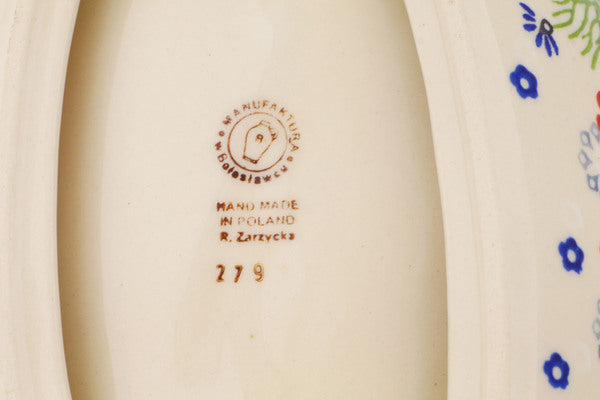 MANUFAKTURA
w Bolesławcu
HAND MADE
IN POLAND
R. Zarzycka
279